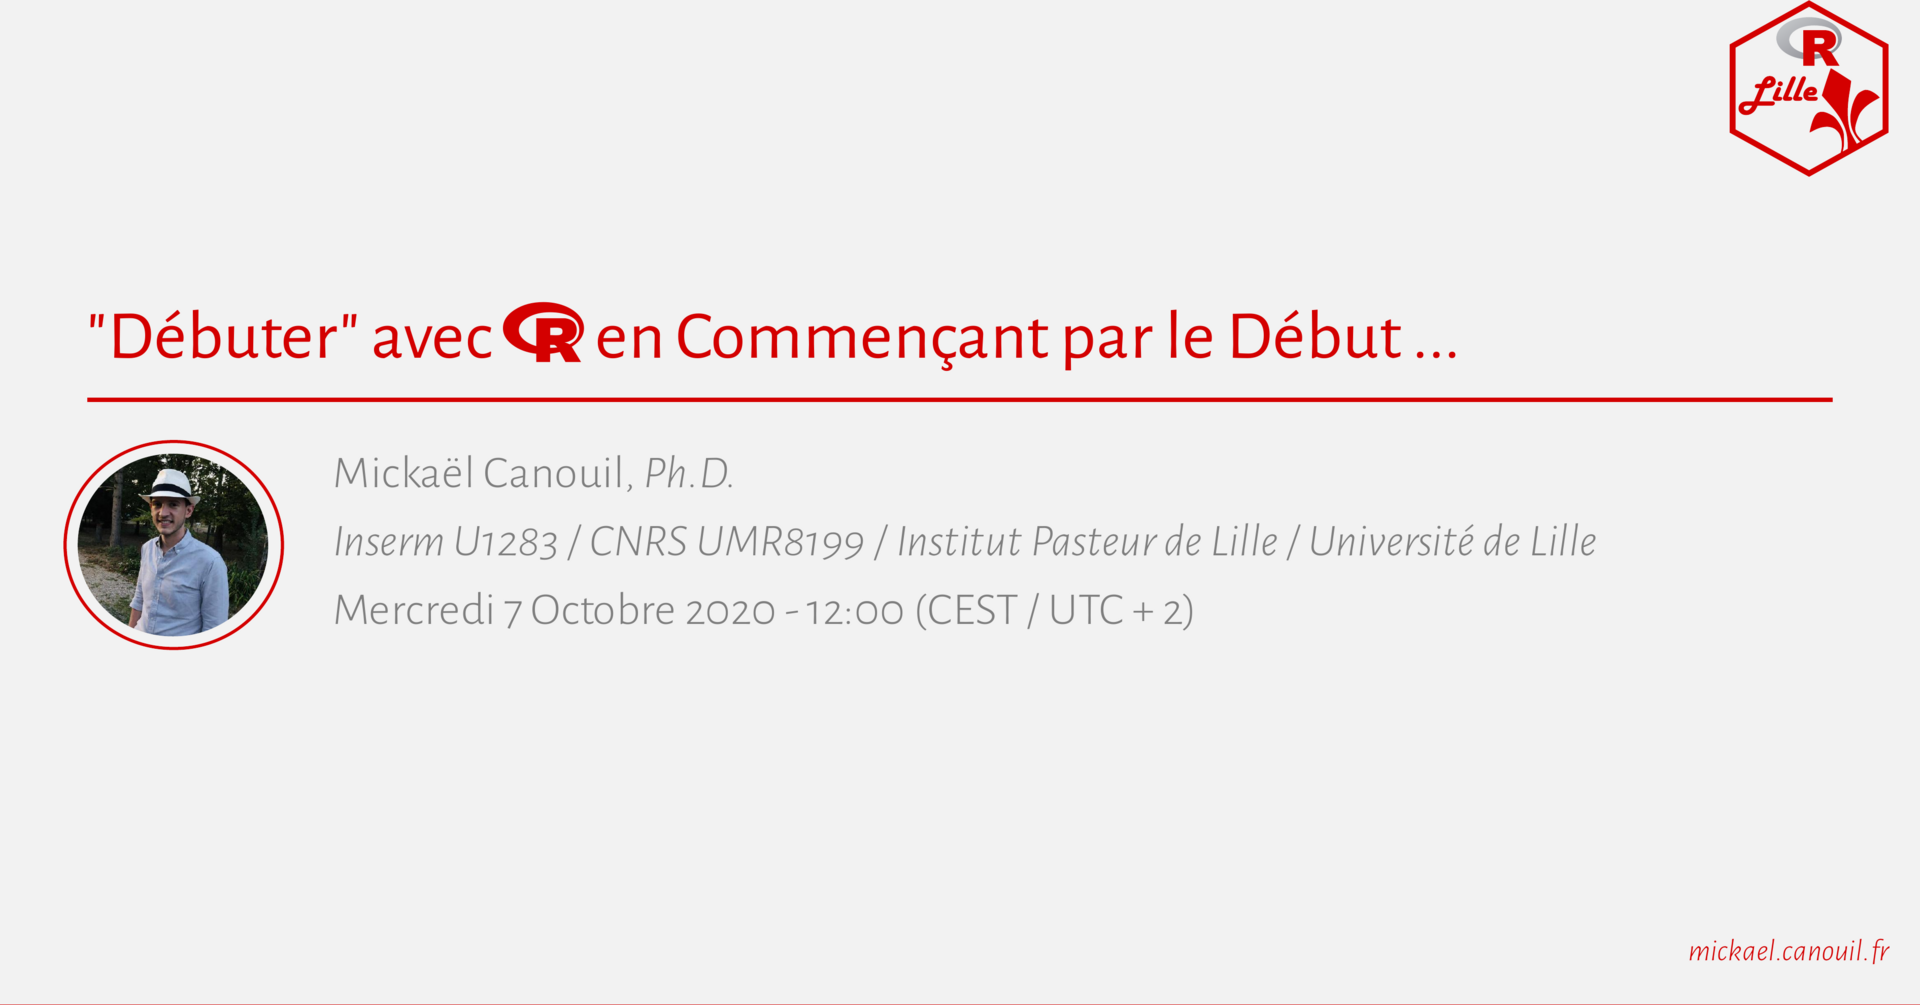 R
Lille
"Débuter" avec R en Commençant par le Début ...
Mickaël Canouil, Ph.D.
Inserm U1283 / CNRS UMR8199 / Institut Pasteur de Lille / Université de Lille
Mercredi 7 Octobre 2020 - 12:00 (CEST / UTC + 2)
mickael.canouil.fr